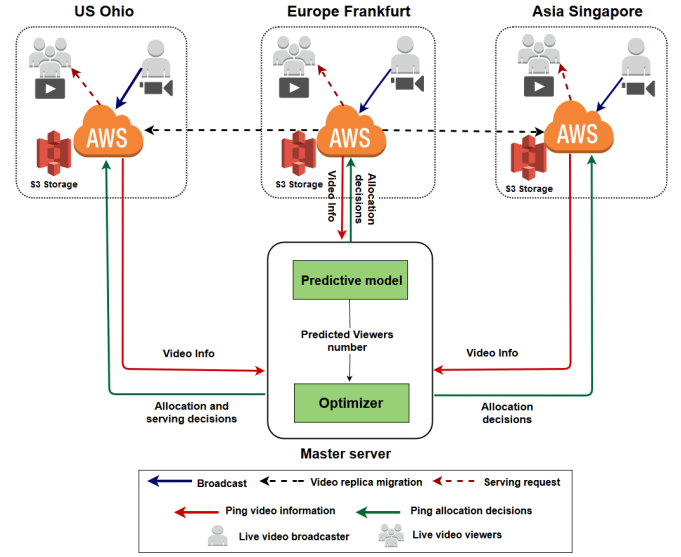 US Ohio
Europe Frankfurt
Asia Singapore
AWS
AWS
AWS
S3 Storage
S3 Storage
S3 Storage
Video Info
Allocation
decisions
Predictive model
Predicted Viewers
number
Optimizer
Video Info
Video Info
Allocation and
serving decisions
Allocation
decisions
Master server
Broadcast
Video replica migration
Serving request
Ping video information
Ping allocation decisions
Live video broadcaster
Live video viewers